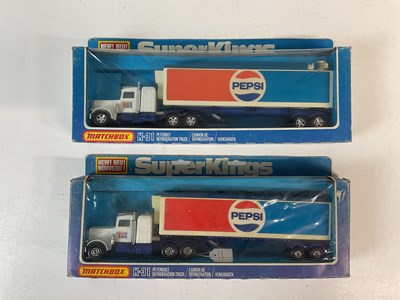 NEW! NEU!
NOUVEAU!
SuperKings
PEPSI
MATCHBOX
K-31
PETERBILT
REFRIGERATION TRUCK
CAMION DE
REFRIGERATION
KÜHLWAGEN
NEW! NEU!
NOUVEAU!
SuperKings
PEPSI
MATCHBOX
K-31
PETERBILT
REFRIGERATION TRUCK
CAMION DE
REFRIGERATION
KÜHLWAGEN